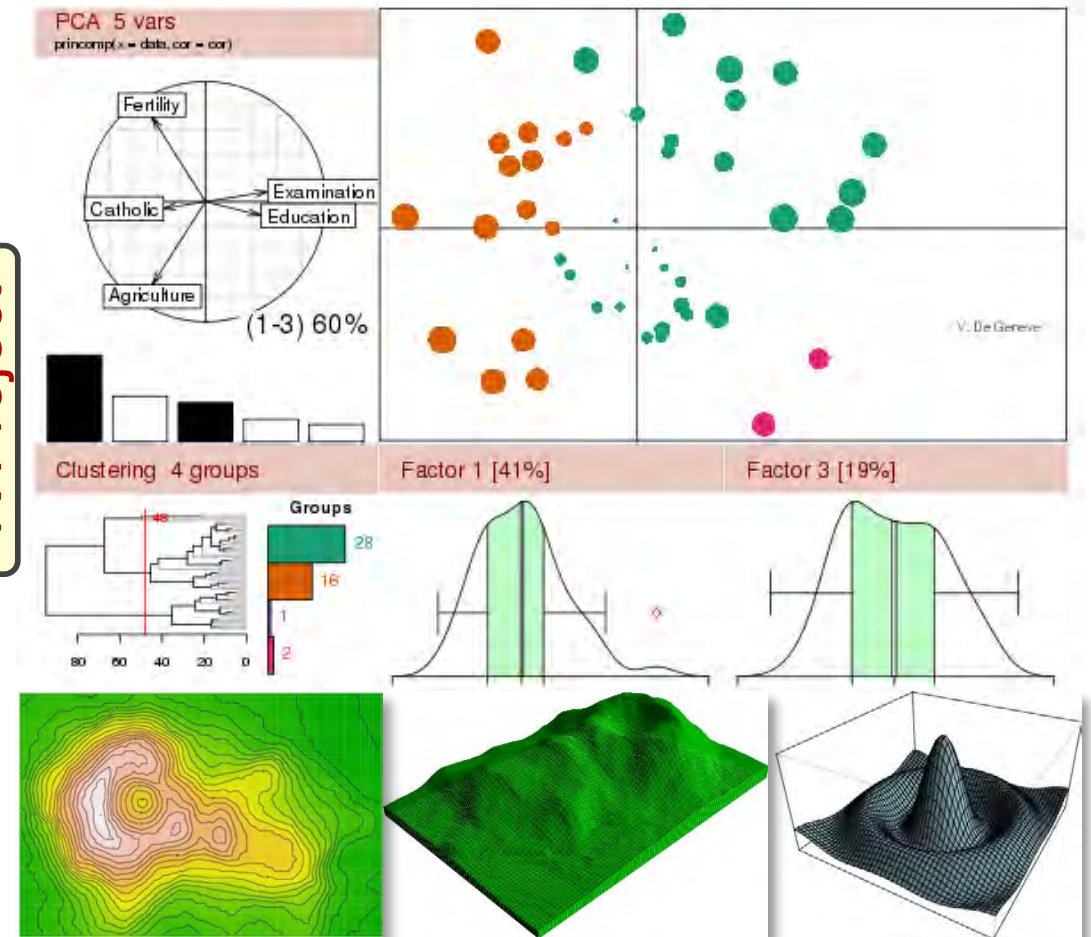 PCA 5 vars
princomp(x = data, cor = cor)
Fertility
Examination
Catholic
Education
Agriculture
(1-3) 60%
V. De Geneve
Clustering 4 groups
Factor 1 [41%]
Factor 3 [19%]
Groups
48
28
16
1
2
80 60 40 20 0